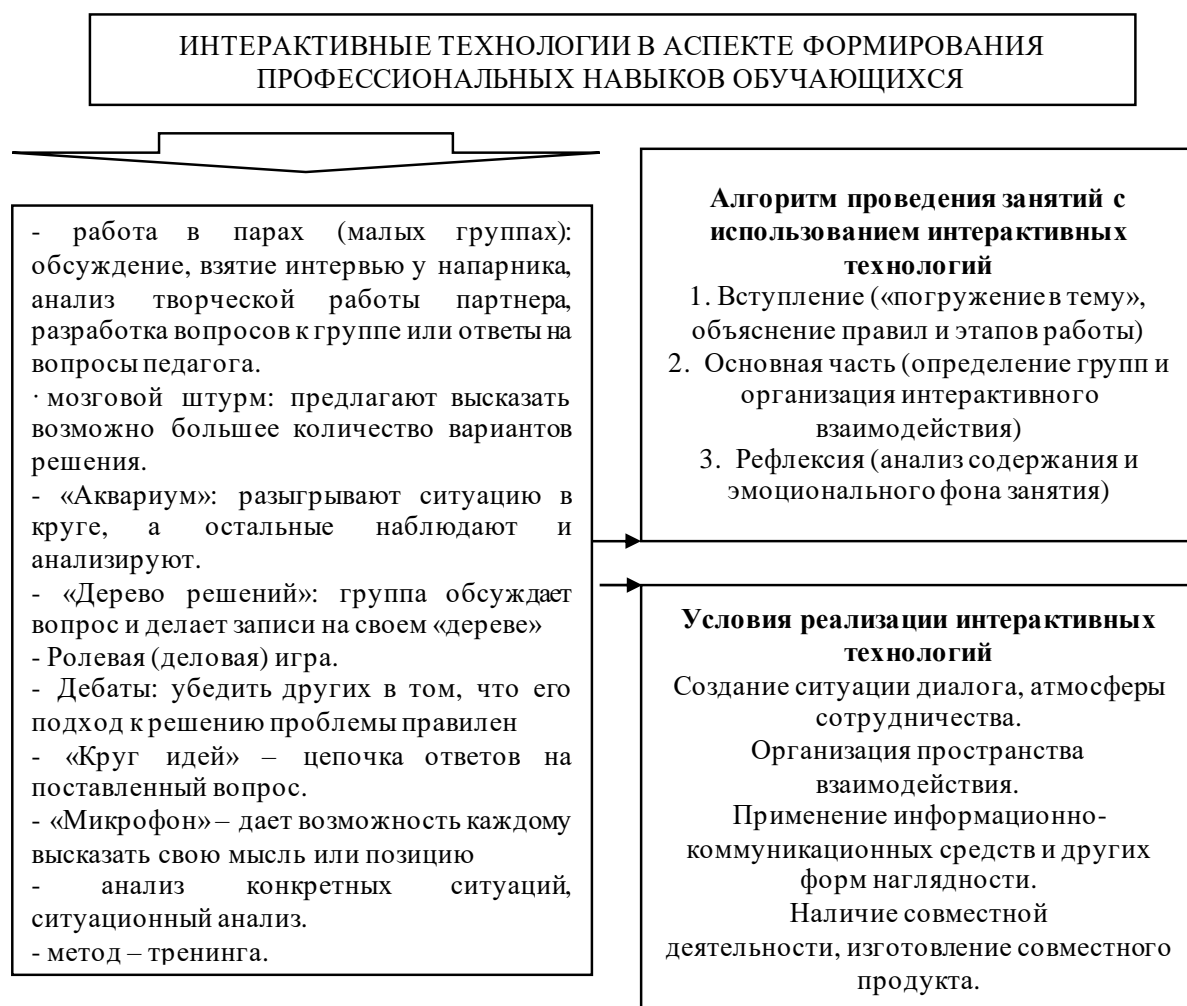 ИНТЕРАКТИВНЫЕ ТЕХНОЛОГИИ В АСПЕКТЕ ФОРМИРОВАНИЯ
ПРОФЕССИОНАЛЬНЫХ НАВЫКОВ ОБУЧАЮЩИХСЯ
- работа в парах (малых группах):
обсуждение, взятие интервью у напарника,
анализ творческой работы партнера,
разработка вопросов к группе или ответы на
вопросы педагога.
· мозговой штурм: предлагают высказать
возможно большее количество вариантов
решения.
- «Аквариум»: разыгрывают ситуацию в
круге, а остальные наблюдают и
анализируют.
- «Дерево решений»: группа обсуждает
вопрос и делает записи на своем «дереве»
- Ролевая (деловая) игра.
- Дебаты: убедить других в том, что его
подход к решению проблемы правилен
- «Круг идей» – цепочка ответов на
поставленный вопрос.
- «Микрофон» – дает возможность каждому
высказать свою мысль или позицию
- анализ конкретных ситуаций,
ситуационный анализ.
- метод – тренинга.
Алгоритм проведения занятий с
использованием интерактивных
технологий
1. Вступление («погружение в тему»,
объяснение правил и этапов работы)
2. Основная часть (определение групп и
организация интерактивного
взаимодействия)
3. Рефлексия (анализ содержания и
эмоционального фона занятия)
Условия реализации интерактивных
технологий
Создание ситуации диалога, атмосферы
сотрудничества.
Организация пространства
взаимодействия.
Применение информационно-
коммуникационных средств и других
форм наглядности.
Наличие совместной
деятельности, изготовление совместного
продукта.